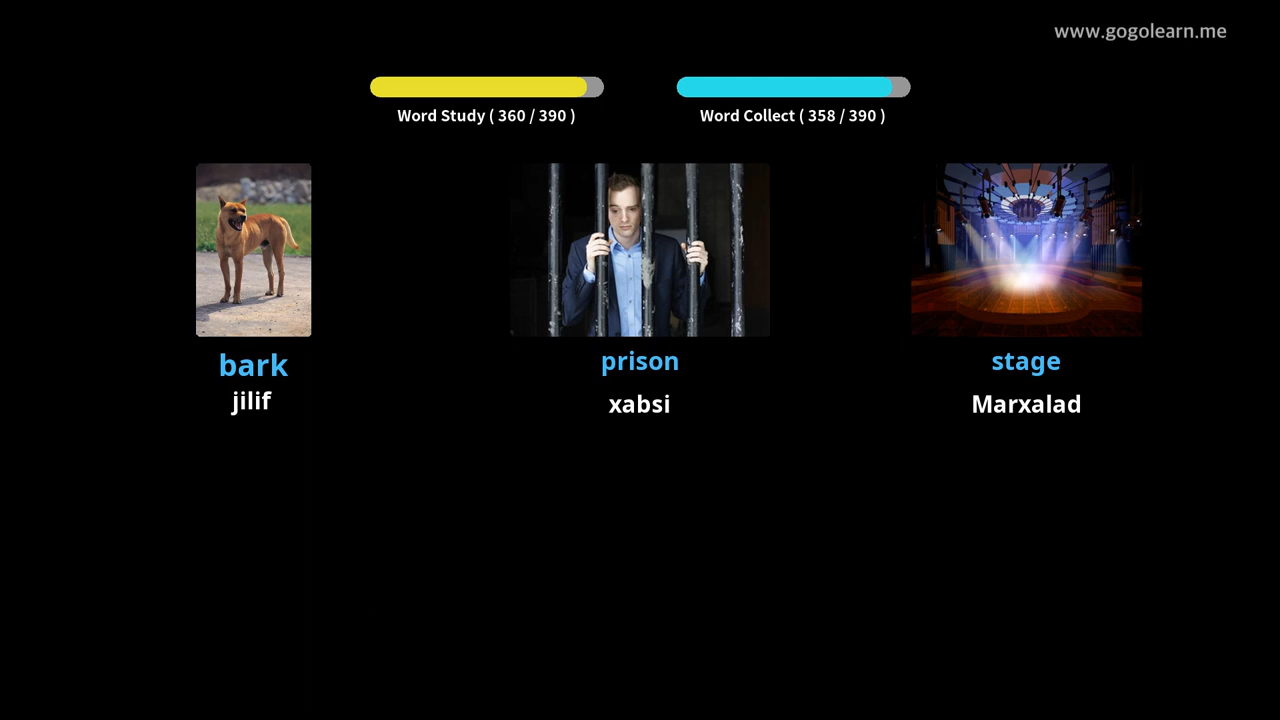 www.gogolearn.me
Word Study ( 360 / 390 )
Word Collect ( 358 / 390 )
bark
prison
stage
jilif
xabsi
Marxalad